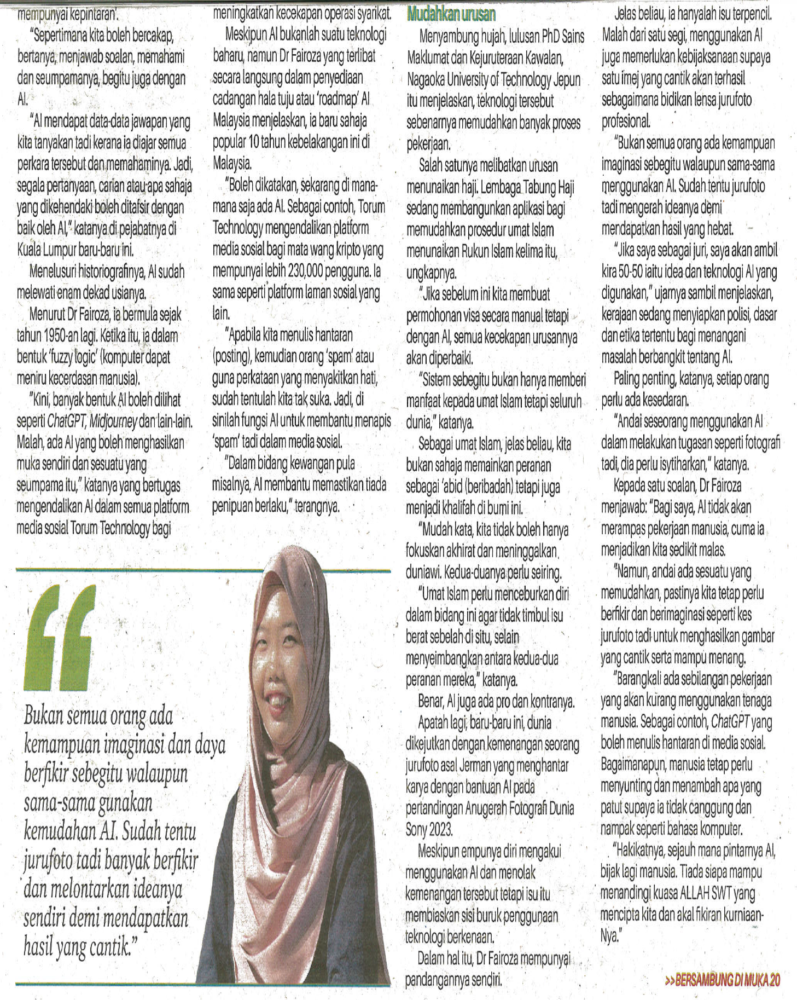 mempunyai kepintaran'.
"Sepertimana kita boleh bercakap,
bertanya, menjawab soalan, memahami
dan seumpamanya, begitu juga dengan
AI.
"AI mendapat data-data jawapan yang
kita tanyakan tadi kerana ia diajar semua
perkara tersebut dan memahaminya. Jadi,
segala pertanyaan, carian atau apa sahaja
yang dikehendaki boleh ditafsir dengan
baik oleh AI," katanya di pejabatnya di
Kuala Lumpur baru-baru ini.
Menelusuri historiografinya, AI sudah
melewati enam dekad usianya.
Menurut Dr Fairoza, ia bermula sejak
tahun 1950-an lagi. Ketika itu, ia dalam
bentuk 'fuzzy logic' (komputer dapat
meniru kecerdasan manusia).
"Kini, banyak bentuk AI boleh dilihat
seperti ChatGPT, Midjourney dan lain-lain.
Malah, ada AI yang boleh menghasilkan
muka sendiri dan sesuatu yang
seumpama itu," katanya yang bertugas
mengendalikan AI dalam semua platform
media sosial Torum Technology bagi
meningkatkan kecekapan operasi syarikat.
Meskipun AI bukanlah suatu teknologi
baharu, namun Dr Fairoza yang terlibat
secara langsung dalam penyediaan
cadangan hala tuju atau 'roadmap' AI
Malaysia menjelaskan, ia baru sahaja
popular 10 tahun kebelakangan ini di
Malaysia.
"Boleh dikatakan, sekarang di mana-
mana saja ada AI. Sebagai contoh, Torum
Technology mengendalikan platform
media sosial bagi mata wang kripto yang
mempunyai lebih 230,000 pengguna. Ia
sama seperti platform laman sosial yang
lain.
"Apabila kita menulis hantaran
(posting), kemudian orang 'spam' atau
guna perkataan yang menyakitkan hati,
sudah tentulah kita tak suka. Jadi, di
sinilah fungsi AI untuk membantu menapis
'spam' tadi dalam media sosial.
"Dalam bidang kewangan pula
misalnya, AI membantu memastikan tiada
penipuan berlaku," terangnya.
Bukan semua orang ada
kemampuan imaginasi dan daya
berfikir sebegitu walaupun
sama-sama gunakan
kemudahan AI. Sudah tentu
jurufoto tadi banyak berfikir
dan melontarkan ideanya
sendiri demi mendapatkan
hasil yang cantik."
Mudahkan urusan
Menyambung hujah, lulusan PhD Sains
Maklumat dan Kejuruteraan Kawalan,
Nagaoka University of Technology Jepun
itu menjelaskan, teknologi tersebut
sebenarnya memudahkan banyak proses
pekerjaan.
Salah satunya melibatkan urusan
menunaikan haji. Lembaga Tabung Haji
sedang membangunkan aplikasi bagi
memudahkan prosedur umat Islam
menunaikan Rukun Islam kelima itu,
ungkapnya.
"Jika sebelum ini kita membuat
permohonan visa secara manual tetapi
dengan AI, semua kecekapan urusannya
akan diperbaiki.
"Sistem sebegitu bukan hanya memberi
manfaat kepada umat Islam tetapi seluruh
dunia," katanya.
Sebagai umat Islam, jelas beliau, kita
bukan sahaja memainkan peranan
sebagai 'abid (beribadah) tetapi juga
menjadi khalifah di bumi ini.
"Mudah kata, kita tidak boleh hanya
fokuskan akhirat dan meninggalkan
duniawi. Kedua-duanya perlu seiring.
"Umat Islam perlu menceburkan diri
dalam bidang ini agar tidak timbul isu
berat sebelah di situ, selain
menyeimbangkan antara kedua-dua
peranan mereka," katanya.
Benar, AI juga ada pro dan kontranya.
Apatah lagi, baru-baru ini, dunia
dikejutkan dengan kemenangan seorang
jurufoto asal Jerman yang menghantar
karya dengan bantuan AI pada
pertandingan Anugerah Fotografi Dunia
Sony 2023.
Meskipun empunya diri mengakui
menggunakan AI dan menolak
kemenangan tersebut tetapi isu itu
membiaskan sisi buruk penggunaan
teknologi berkenaan.
Dalam hal itu, Dr Fairoza mempunyai
pandangannya sendiri.
Jelas beliau, ia hanyalah isu terpencil.
Malah dari satu segi, menggunakan AI
juga memerlukan kebijaksanaan supaya
satu imej yang cantik akan terhasil
sebagaimana bidikan lensa jurufoto
profesional.
"Bukan semua orang ada kemampuan
imaginasi sebegitu walaupun sama-sama
menggunakan AI. Sudah tentu jurufoto
tadi mengerah ideanya demi
mendapatkan hasil yang hebat.
"Jika saya sebagai juri, saya akan ambil
kira 50-50 iaitu idea dan teknologi AI yang
digunakan," ujarnya sambil menjelaskan,
kerajaan sedang menyiapkan polisi, dasar
dan etika tertentu bagi menangani
masalah berbangkit tentang AI.
Paling penting, katanya, setiap orang
perlu ada kesedaran.
"Andai seseorang menggunakan AI
dalam melakukan tugasan seperti fotografi
tadi, dia perlu isytiharkan," katanya.
Kepada satu soalan, Dr Fairoza
menjawab: "Bagi saya, AI tidak akan
merampas pekerjaan manusia, cuma ia
menjadikan kita sedikit malas.
"Namun, andai ada sesuatu yang
memudahkan, pastinya kita tetap perlu
berfikir dan berimaginasi seperti kes
jurufoto tadi untuk menghasilkan gambar
yang cantik serta mampu menang.
"Barangkali ada sebilangan pekerjaan
yang akan kurang menggunakan tenaga
manusia. Sebagai contoh, ChatGPT yang
boleh menulis hantaran di media sosial.
Bagaimanapun, manusia tetap perlu
menyunting dan menambah apa yang
patut supaya ia tidak canggung dan
nampak seperti bahasa komputer.
"Hakikatnya, sejauh mana pintarnya AI,
bijak lagi manusia. Tiada siapa mampu
menandingi kuasa ALLAH SWT yang
mencipta kita dan akal fikiran kurniaan-
Nya."
>>BERSAMBUNG DI MUKA 20